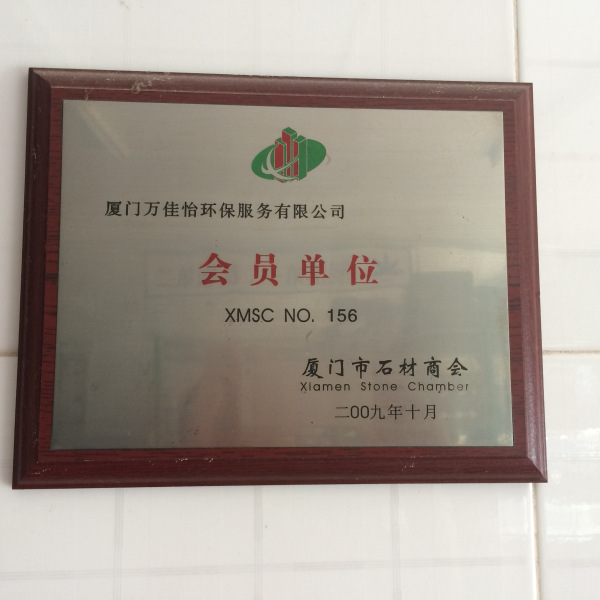 厦门万佳怡环保服务有限公司
会员单位
XMSC NO. 156
厦门市石材商会
Xiamen Stone Chamber
二00九年十月